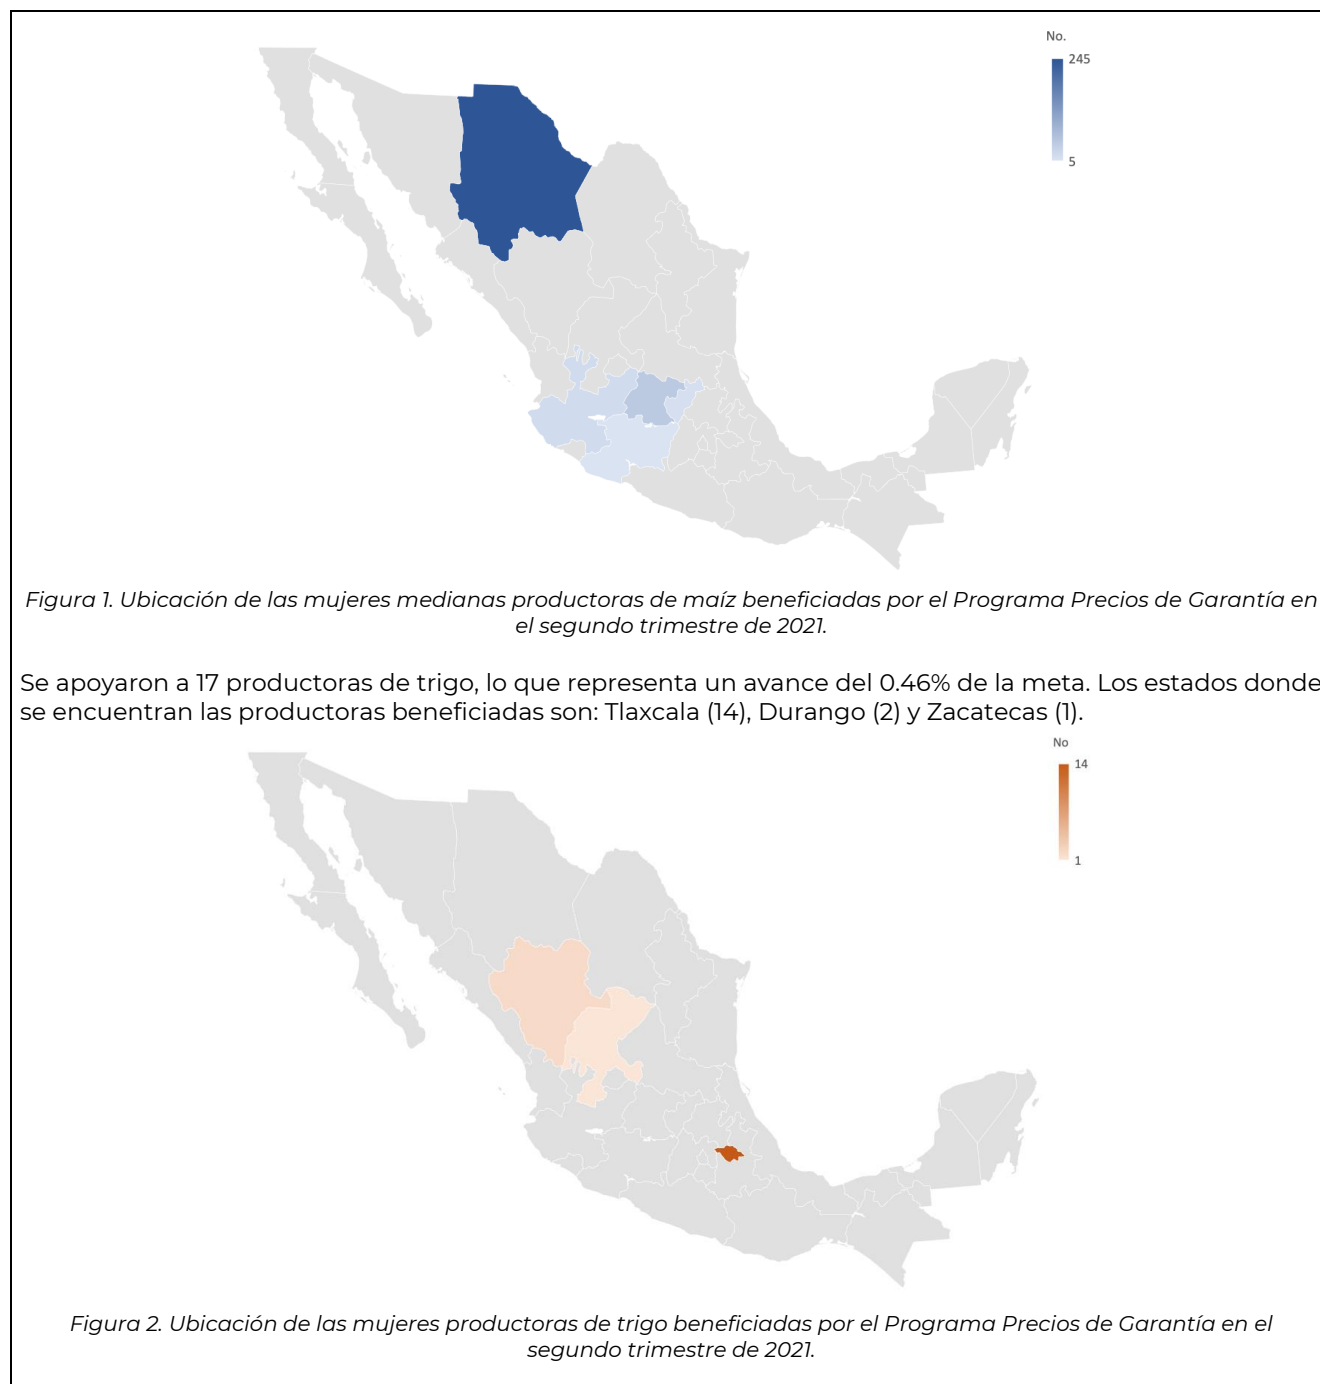 No.
245
5
Figura 1. Ubicación de las mujeres medianas productoras de maíz beneficiadas por el Programa Precios de Garantía en
el segundo trimestre de 2021.
Se apoyaron a 17 productoras de trigo, lo que representa un avance del 0.46% de la meta. Los estados donde
se encuentran las productoras beneficiadas son: Tlaxcala (14), Durango (2) y Zacatecas (1).
No
14
1
Figura 2. Ubicación de las mujeres productoras de trigo beneficiadas por el Programa Precios de Garantía en el
segundo trimestre de 2021.